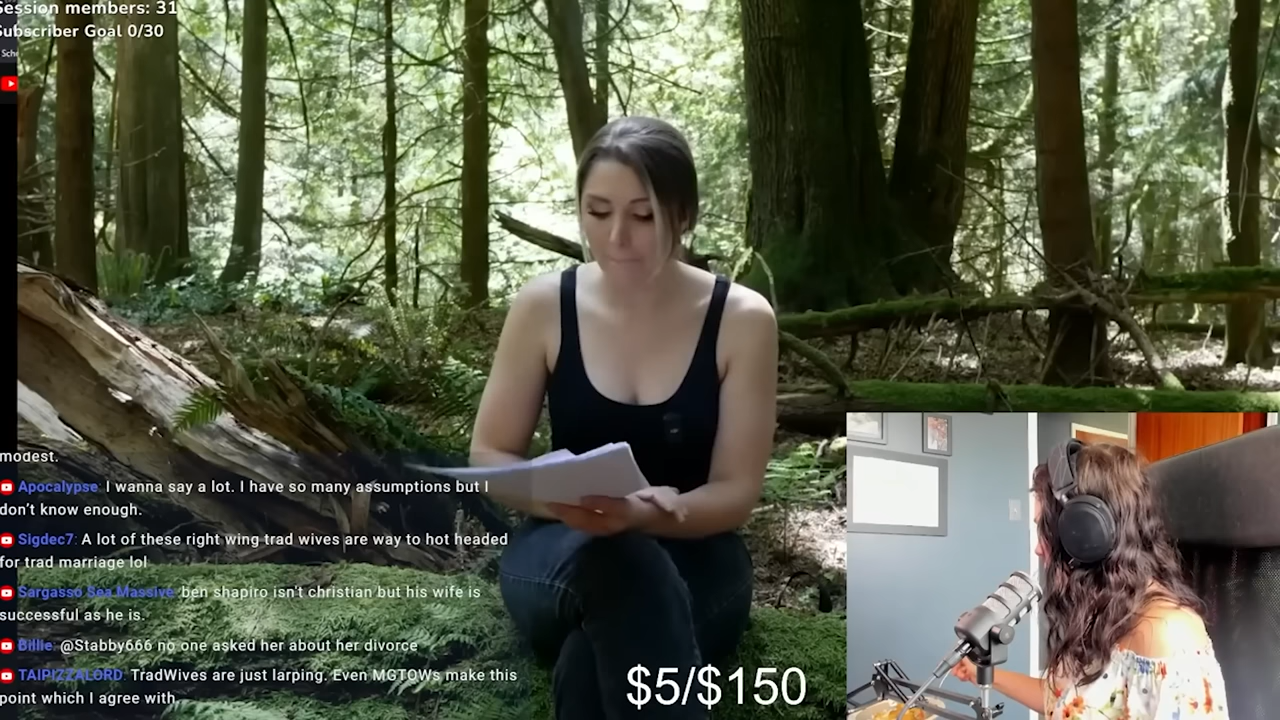 Session members: 31
Subscriber Goal 0/30
Sch
modest.
Apocalypse: I wanna say a lot. I have so many assumptions but I
don't know enough.
Sigdec7: A lot of these right wing trad wives are way to hot headed
for trad marriage lol
Sargasso Sea Massive: ben shapiro isn't christian but his wife is
successful as he is.
Billie: @Stabby666 no one asked her about her divorce
TAIPIZZALORD: TradWives are just larping. Even MGTOWs make this
point which I agree with
$5/$150